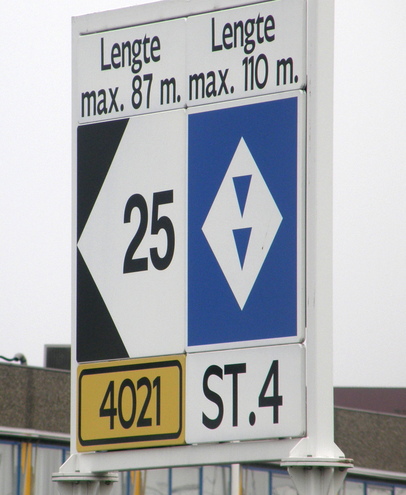 Lengte
max. 87 m.
Lengte
max. 110 m.
25
4021
ST.4